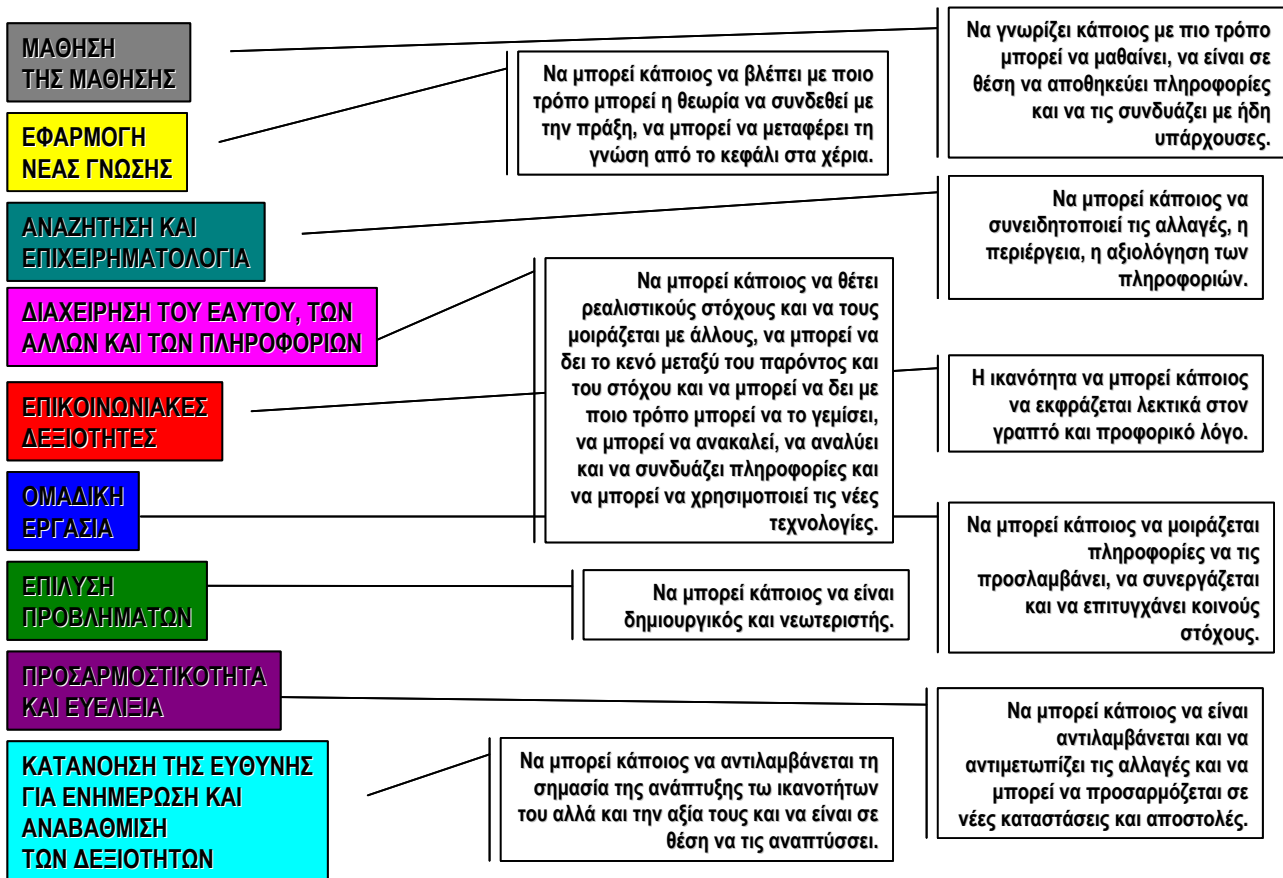 ΜΑΘΗΣΗ
ΤΗΣ ΜΑΘΗΣΗΣ
Να γνωρίζει κάποιος με πιο τρόπο
μπορεί να μαθαίνει, να είναι σε
θέση να αποθηκεύει πληροφορίες
και να τις συνδυάζει με ήδη
υπάρχουσες.
ΕΦΑΡΜΟΓΗ
ΝΕΑΣ ΓΝΩΣΗΣ
Να μπορεί κάποιος να βλέπει με ποιο
τρόπο μπορεί η θεωρία να συνδεθεί με
την πράξη, να μπορεί να μεταφέρει τη
γνώση από το κεφάλι στα χέρια.
ΑΝΑΖΗΤΗΣΗ ΚΑΙ
ΕΠΙΧΕΙΡΗΜΑΤΟΛΟΓΙΑ
Να μπορεί κάποιος να
συνειδητοποιεί τις αλλαγές, η
περιέργεια, η αξιολόγηση των
πληροφοριών.
ΔΙΑΧΕΙΡΗΣΗ ΤΟΥ ΕΑΥΤΟΥ, ΤΩΝ
ΑΛΛΩΝ ΚΑΙ ΤΩΝ ΠΛΗΡΟΦΟΡΙΩΝ
Να μπορεί κάποιος να θέτει
ρεαλιστικούς στόχους και να τους
μοιράζεται με άλλους, να μπορεί να
δει το κενό μεταξύ του παρόντος και
του στόχου και να μπορεί να δει με
ποιο τρόπο μπορεί να το γεμίσει,
να μπορεί να ανακαλεί, να αναλύει
και να συνδυάζει πληροφορίες και
να μπορεί να χρησιμοποιεί τις νέες
τεχνολογίες.
ΕΠΙΚΟΙΝΩΝΙΑΚΕΣ
ΔΕΞΙΟΤΗΤΕΣ
Η ικανότητα να μπορεί κάποιος
να εκφράζεται λεκτικά στον
γραπτό και προφορικό λόγο.
ΟΜΑΔΙΚΗ
ΕΡΓΑΣΙΑ
Να μπορεί κάποιος να μοιράζεται
πληροφορίες να τις
προσλαμβάνει, να συνεργάζεται
και να επιτυγχάνει κοινούς
στόχους.
ΕΠΙΛΥΣΗ
ΠΡΟΒΛΗΜΑΤΩΝ
Να μπορεί κάποιος να είναι
δημιουργικός και νεωτεριστής.
ΠΡΟΣΑΡΜΟΣΤΙΚΟΤΗΤΑ
ΚΑΙ ΕΥΕΛΙΞΙΑ
Να μπορεί κάποιος να είναι
αντιλαμβάνεται και να
αντιμετωπίζει τις αλλαγές και να
μπορεί να προσαρμόζεται σε
νέες καταστάσεις και αποστολές.
ΚΑΤΑΝΟΗΣΗ ΤΗΣ ΕΥΘΥΝΗΣ
ΓΙΑ ΕΝΗΜΕΡΩΣΗ ΚΑΙ
ΑΝΑΒΑΘΜΙΣΗ
ΤΩΝ ΔΕΞΙΟΤΗΤΩΝ
Να μπορεί κάποιος να αντιλαμβάνεται τη
σημασία της ανάπτυξης τω ικανοτήτων
του αλλά και την αξία τους και να είναι σε
θέση να τις αναπτύσσει.